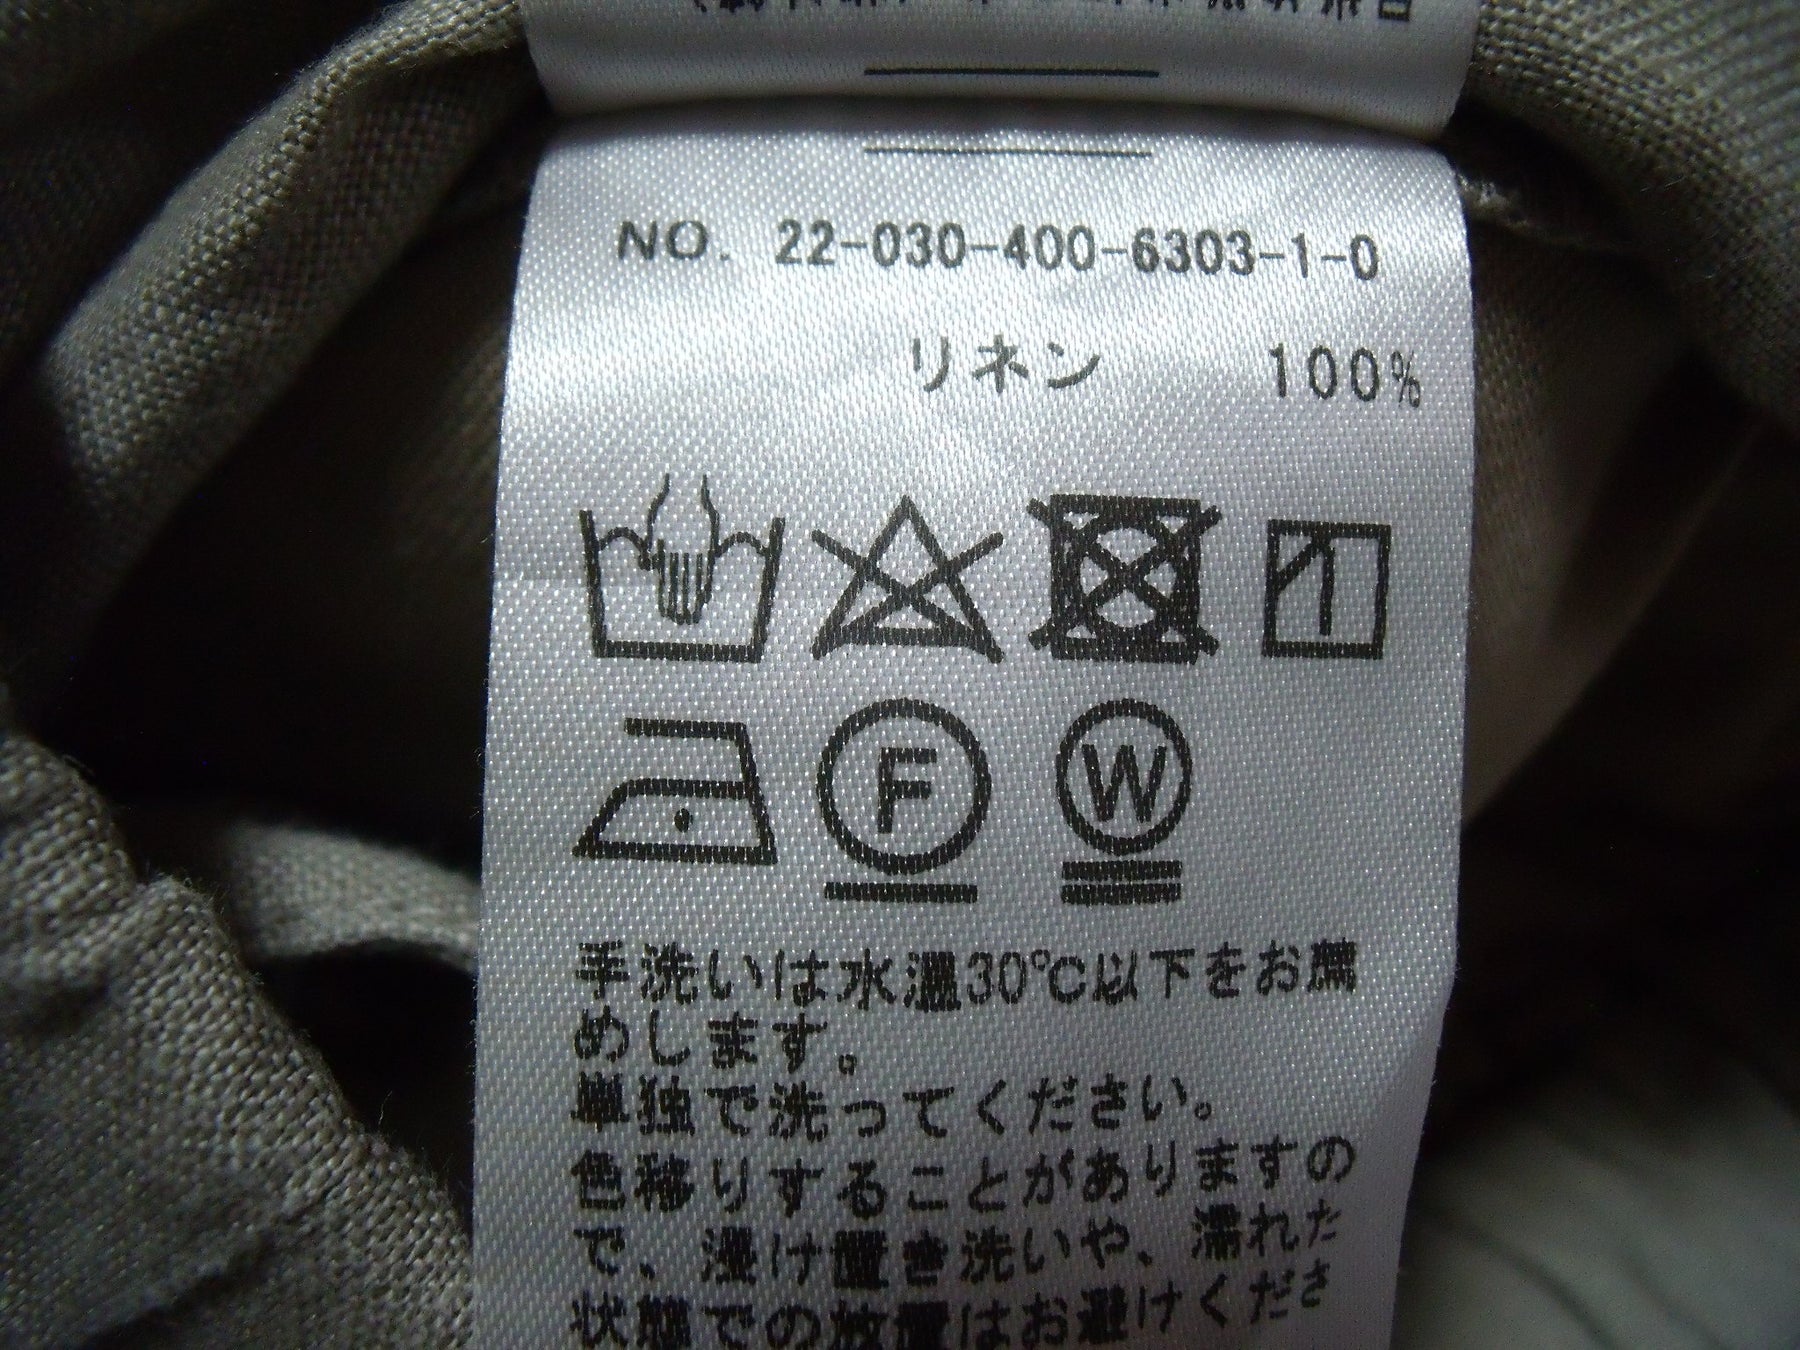 NO. 22-030-400-6303-1-0
リネン 100%
F W
手洗いは水温30℃以下をお薦
めします。
単独で洗ってください。
色移りすることがありますの
で、浸け置き洗いや、濡れた
状態での放置はお避けくださ